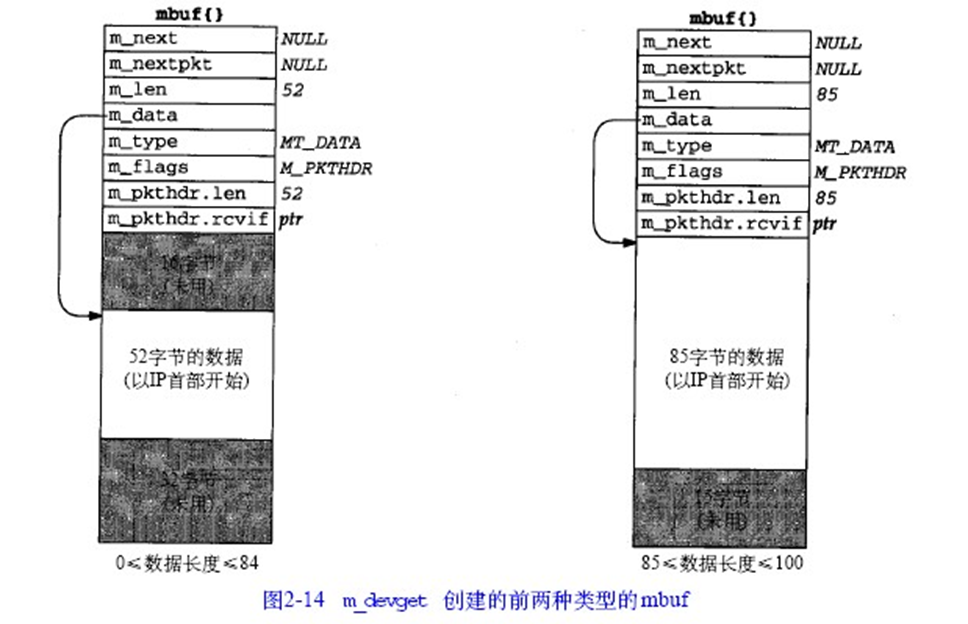 mbuf{}
m_next NULL
m_nextpkt NULL
m_len 52
m_data
m_type MT_DATA
m_flags M_PKTHDR
m_pkthdr.len 52
m_pkthdr.rcvif ptr
16字节
(未用)
52字节的数据
(以IP首部开始)
32字节
(未用)
0≤数据长度≤84
mbuf{}
m_next NULL
m_nextpkt NULL
m_len 85
m_data
m_type MT_DATA
m_flags M_PKTHDR
m_pkthdr.len 85
m_pkthdr.rcvif ptr
85字节的数据
(以IP首部开始)
15字节
(未用)
85≤数据长度≤100
图2-14 m_devget 创建的前两种类型的mbuf